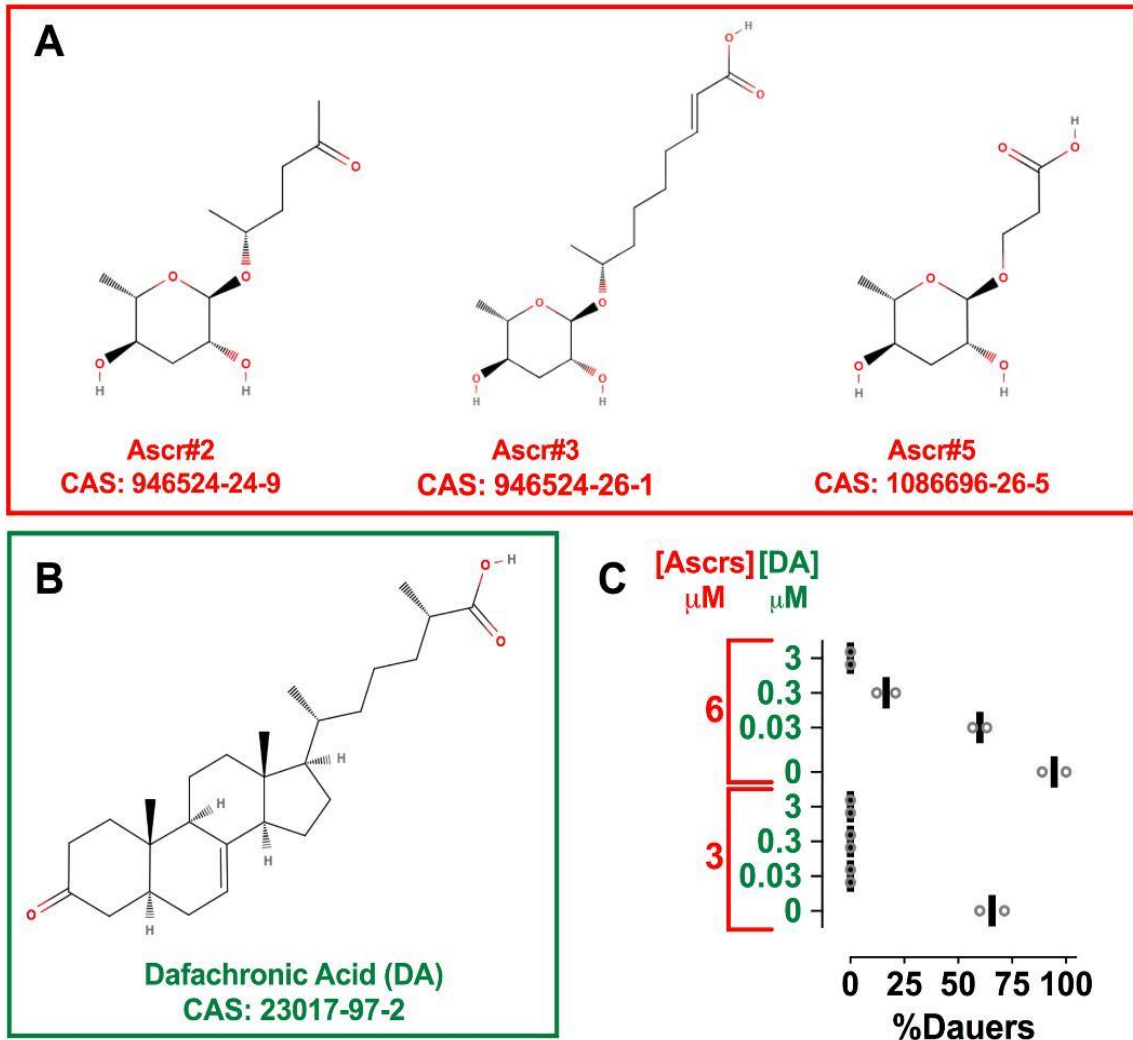 A
O
H
O
O
O
O
O
H
H
Ascr#2
CAS: 946524-24-9
O
H
O
O
O
O
O
H
H
Ascr#3
CAS: 946524-26-1
H
O
O
O
O
O
O
H
H
Ascr#5
CAS: 1086696-26-5
B
O
H
O
H
H
H
H
O
Dafachronic Acid (DA)
CAS: 23017-97-2
C
[Ascrs] [DA]
μM μM
6
3
0.3
0.03
0
3
3
0.3
0.03
0
0 25 50 75 100
%Dauers